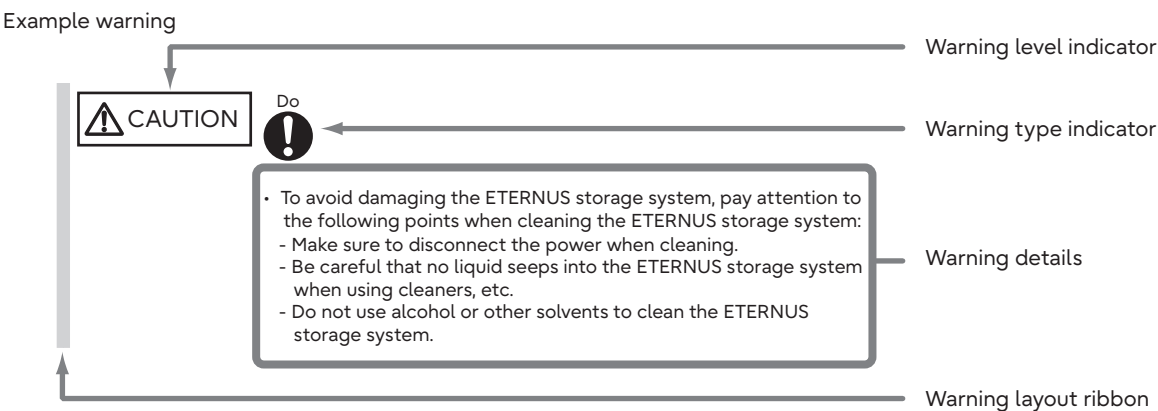 Example warning
Warning level indicator
CAUTION
Do
Warning type indicator
• To avoid damaging the ETERNUS storage system, pay attention to
the following points when cleaning the ETERNUS storage system:
- Make sure to disconnect the power when cleaning.
- Be careful that no liquid seeps into the ETERNUS storage system
when using cleaners, etc.
- Do not use alcohol or other solvents to clean the ETERNUS
storage system.
Warning details
Warning layout ribbon